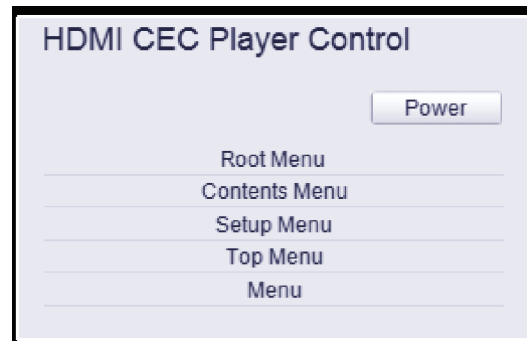 HDMI CEC Player Control
Power
Root Menu
Contents Menu
Setup Menu
Top Menu
Menu